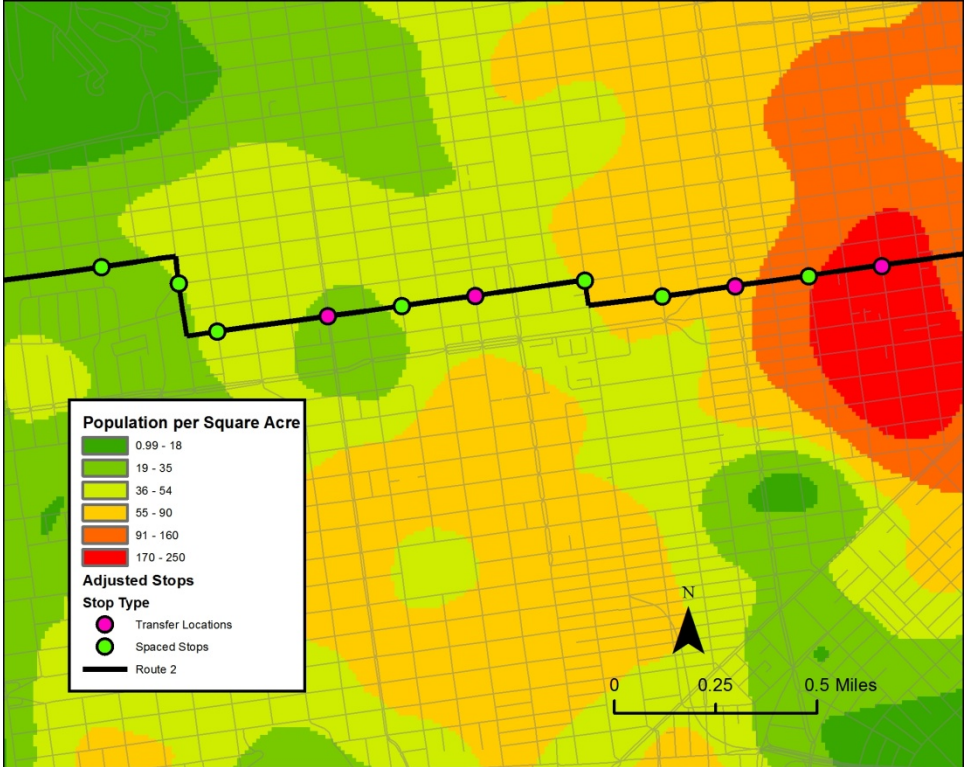 Population per Square Acre
0.99 - 18
19 - 35
36 - 54
55 - 90
91 - 160
170 - 250
Adjusted Stops
Stop Type
Transfer Locations
Spaced Stops
Route 2
N
0 0.25 0.5 Miles